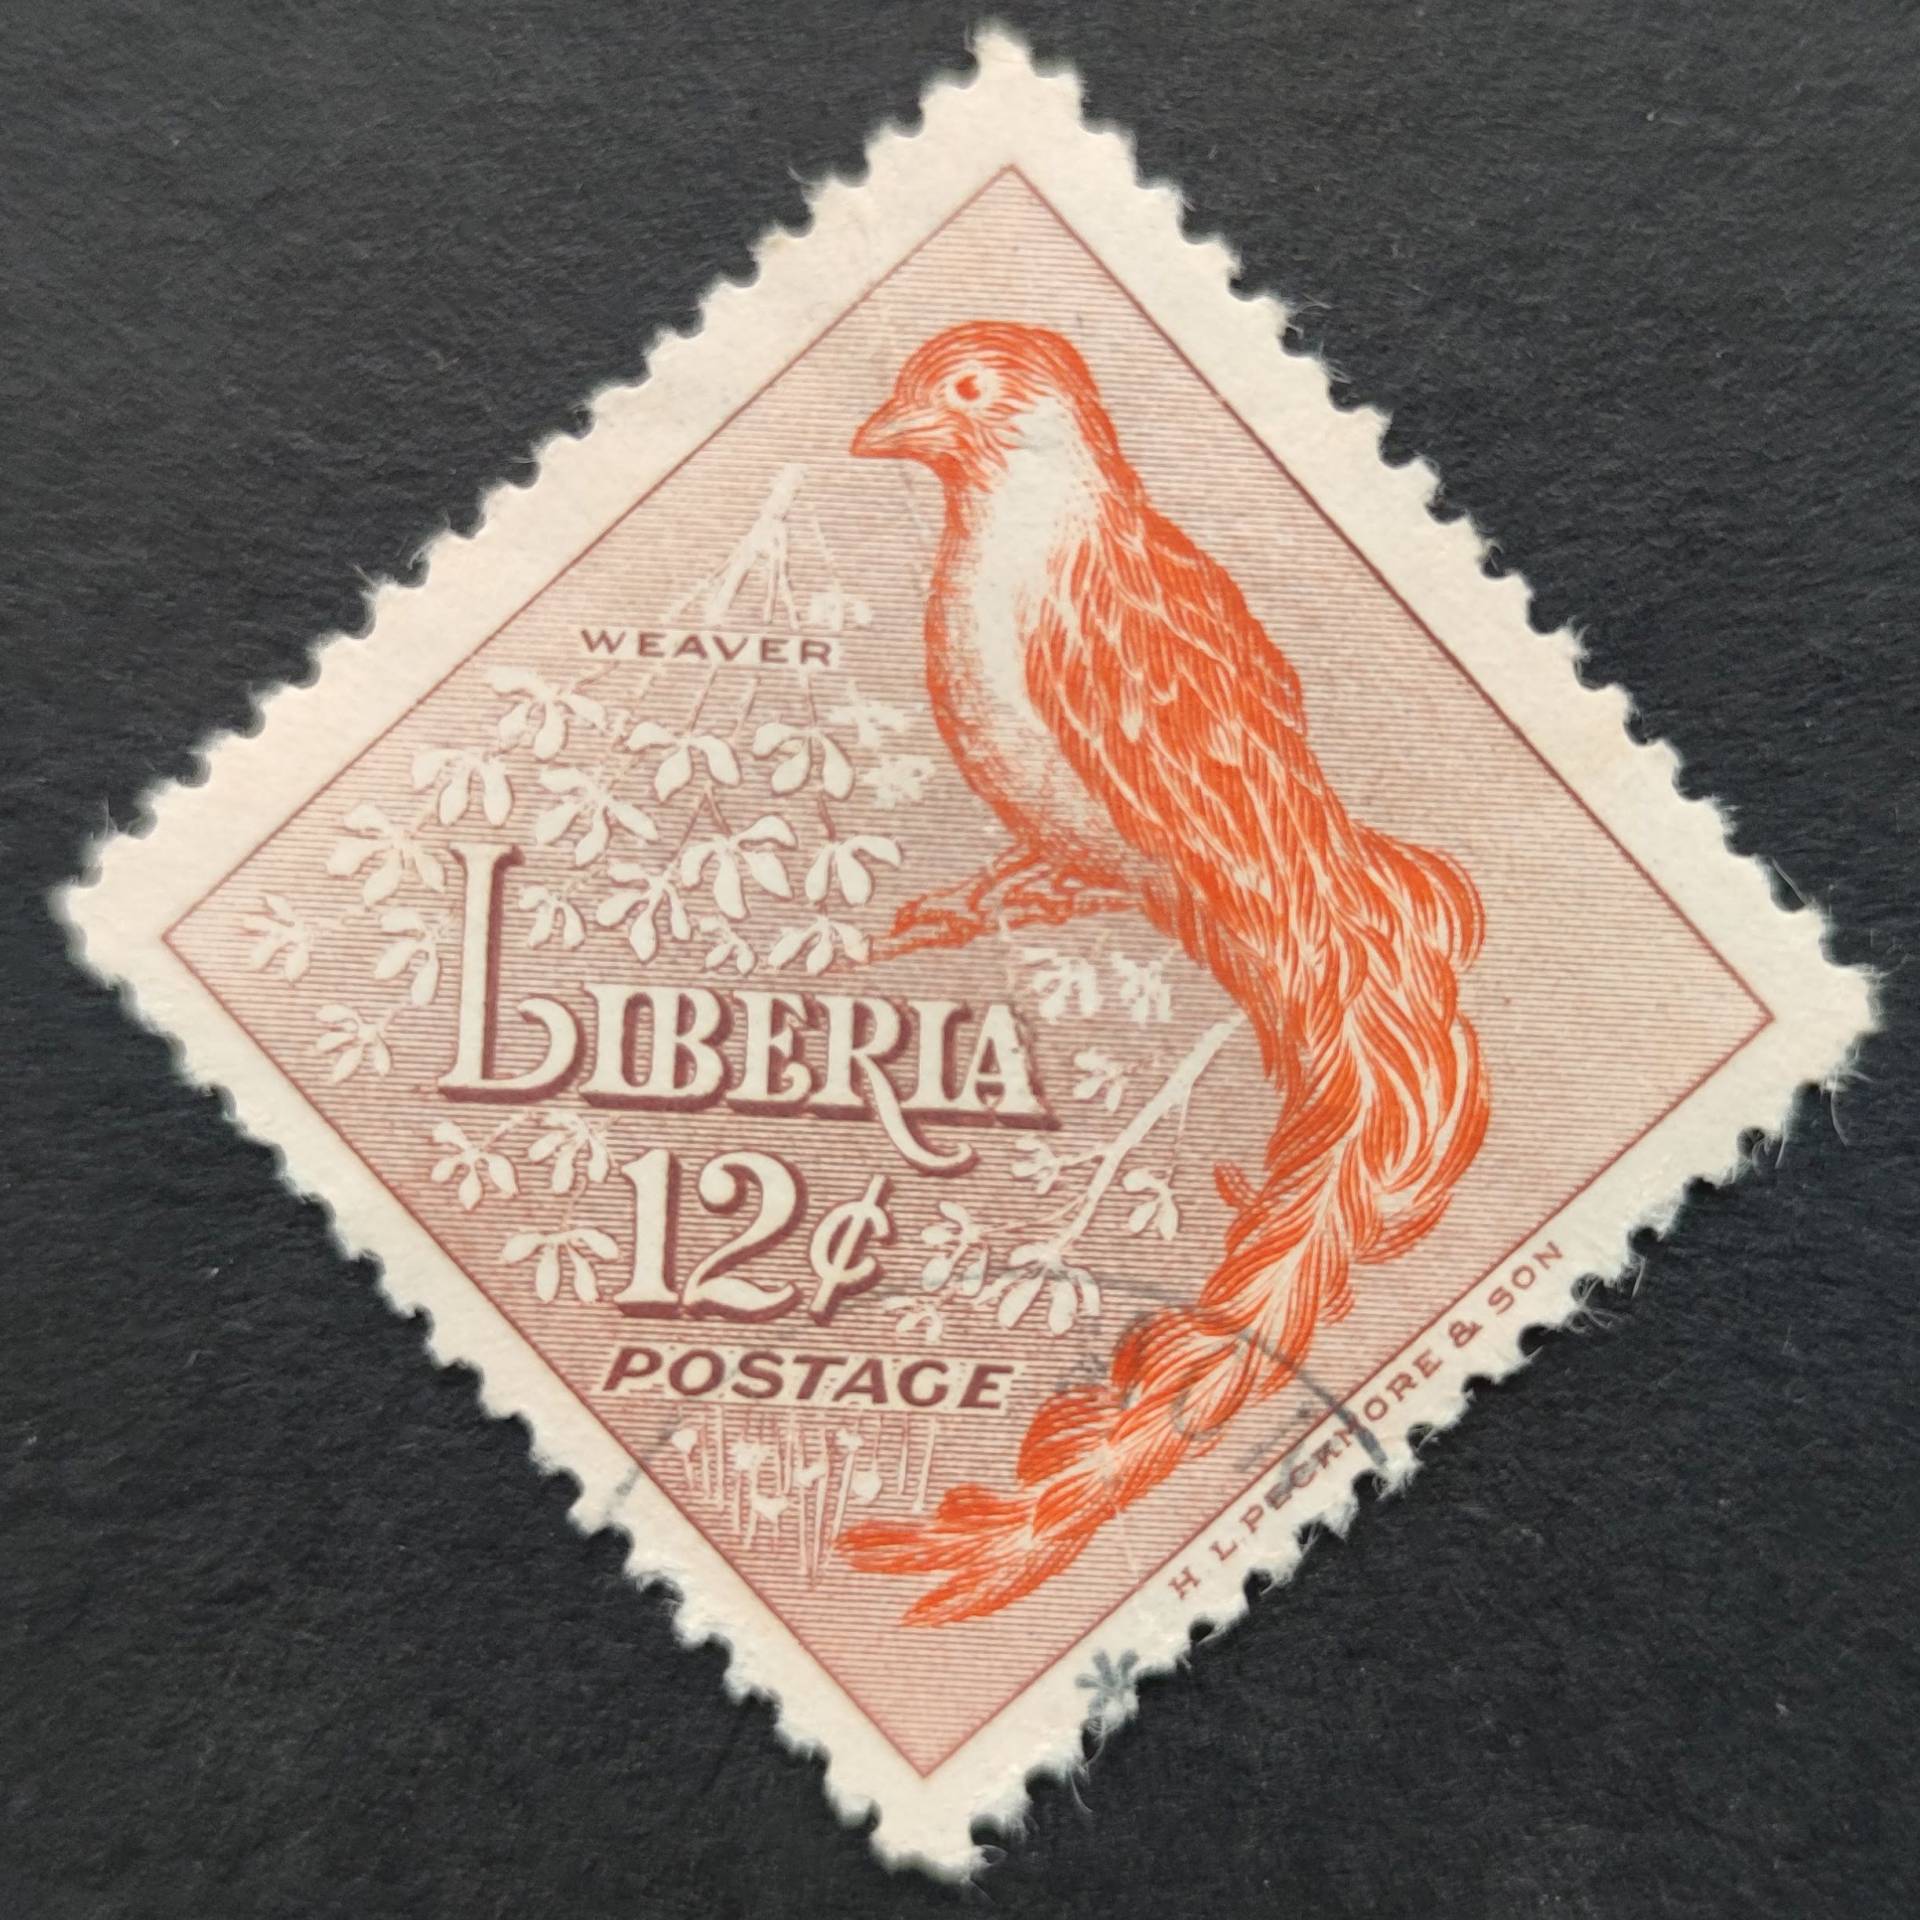 WEAVER
LIBERIA
12¢
POSTAGE
H. L. PECKMORE & SON